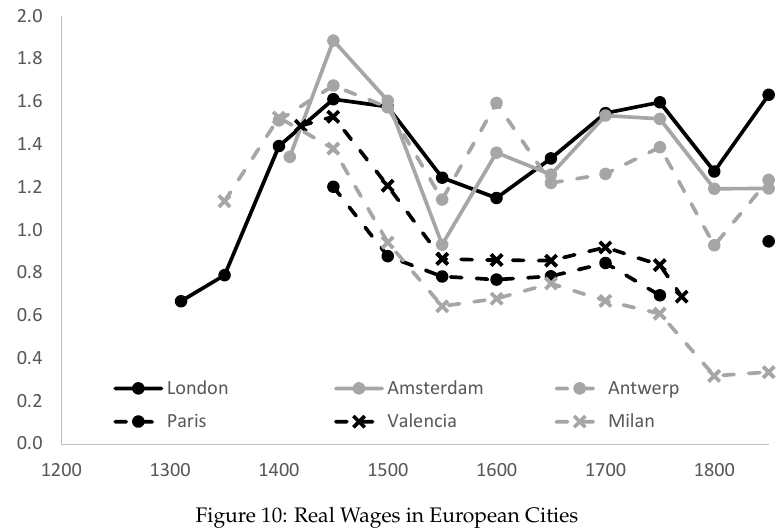 2.0
1.8
1.6
1.4
1.2
1.0
0.8
0.6
0.4
0.2
0.0
London Amsterdam Antwerp
Paris Valencia Milan
1200 1300 1400 1500 1600 1700 1800
Figure 10: Real Wages in European Cities